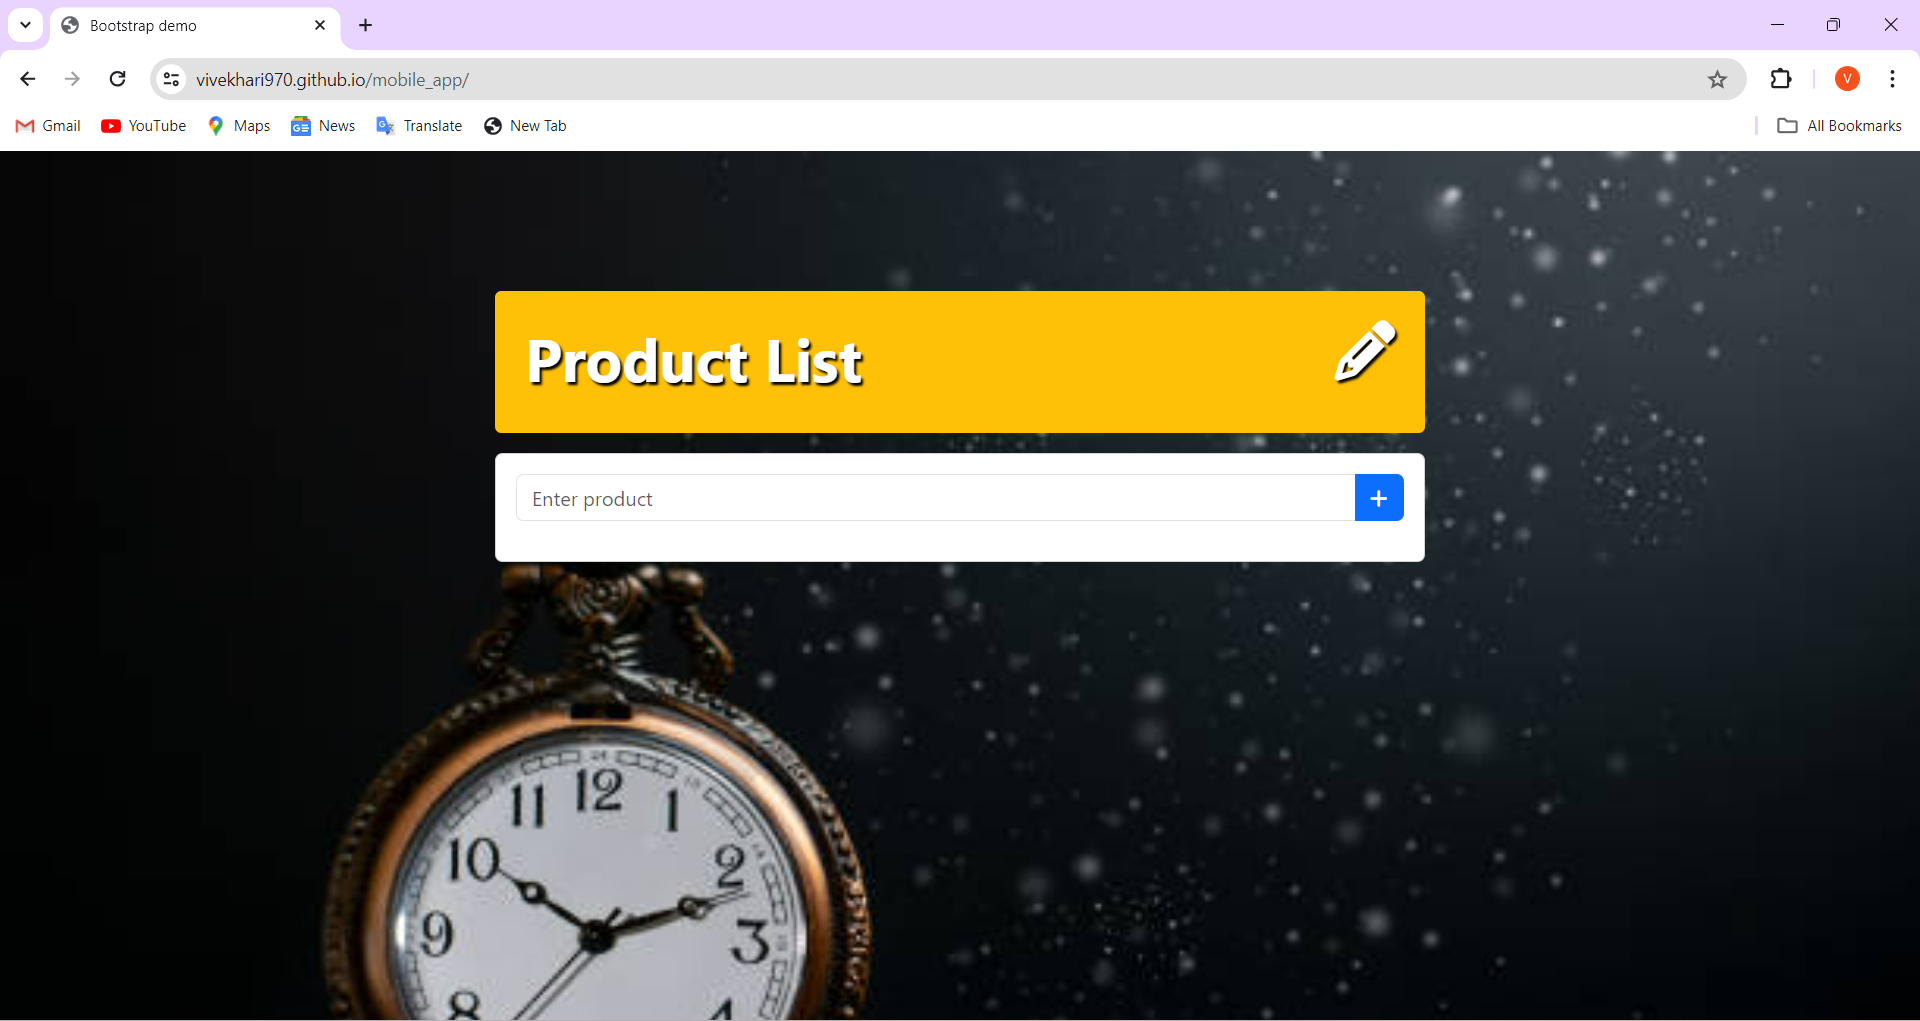 Bootstrap demo
vivekhari970.github.io/mobile_app/
V
Gmail YouTube Maps News Translate New Tab All Bookmarks
Product List
Enter product
+
12
11 1
10 2
9 3
8 4